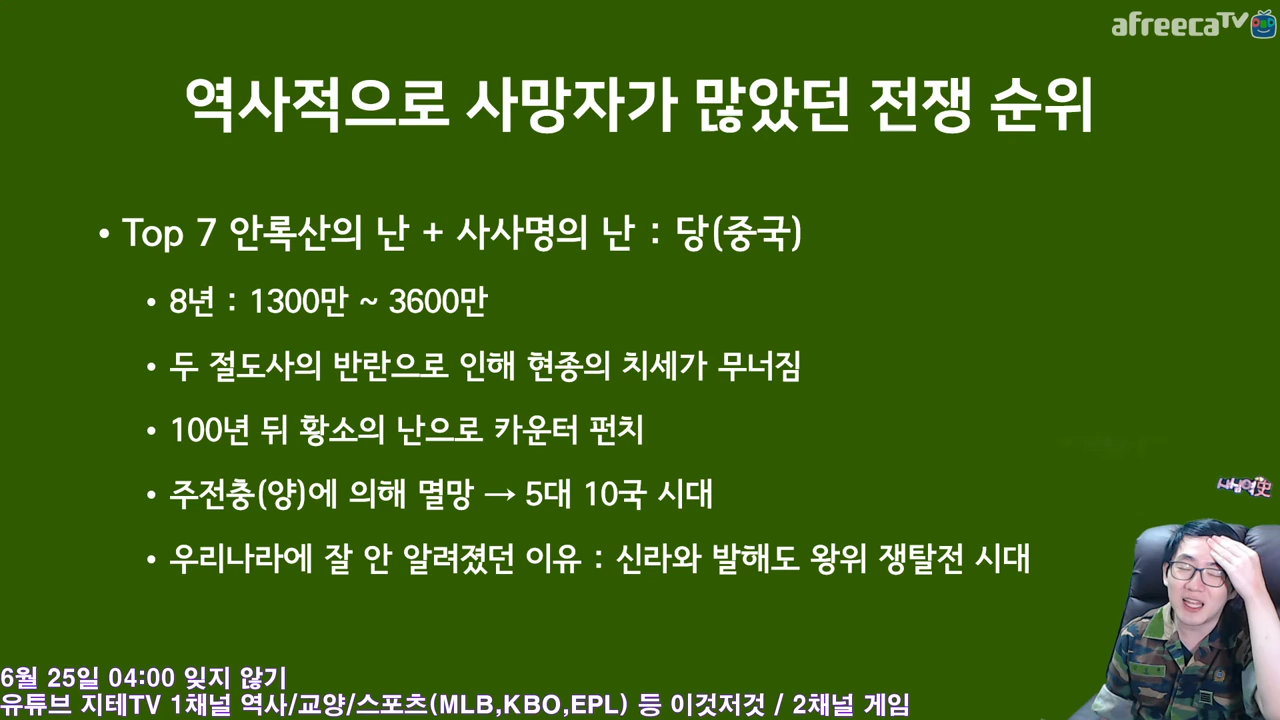 afreecaTV
역사적으로 사망자가 많았던 전쟁 순위
• Top 7 안록산의 난 + 사사명의 난 : 당(중국)
• 8년 : 1300만 ~ 3600만
• 두 절도사의 반란으로 인해 현종의 치세가 무너짐
• 100년 뒤 황소의 난으로 카운터 펀치
• 주전충(양)에 의해 멸망 → 5대 10국 시대
• 우리나라에 잘 안 알려졌던 이유 : 신라와 발해도 왕위 쟁탈전 시대
6월 25일 04:00 잊지 않기
유튜브 지테TV 1채널 역사/교양/스포츠(MLB,KBO,EPL) 등 이것저것 / 2채널 게임